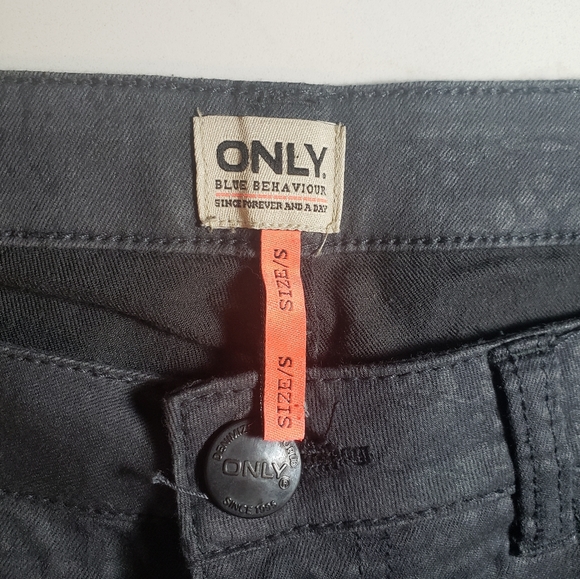 ONLY.
BLUE BEHAVIOUR
SINCE FOREVER AND A DAY
SIZE/S
SIZE/S
ONLY
®
SINCE 1995